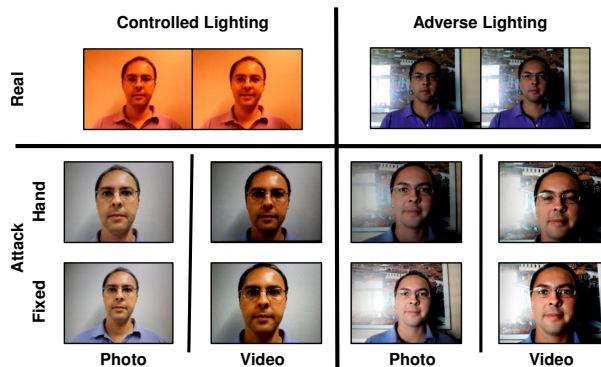 Controlled Lighting
Adverse Lighting
Real
Attack
Hand
Fixed
Photo
Video
Photo
Video